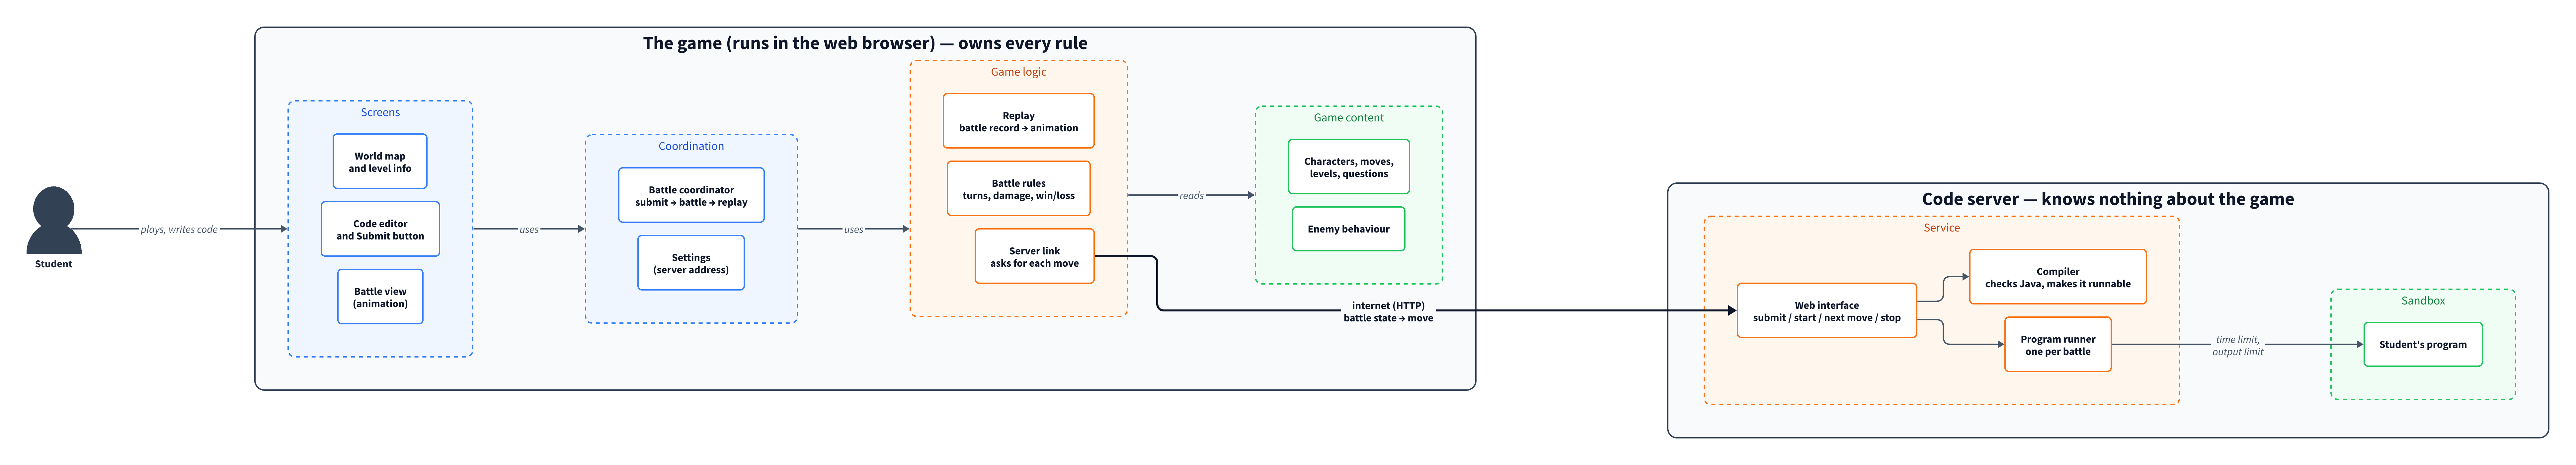 The game (runs in the web browser) — owns every rule
Screens
World map
and level info
Code editor
and Submit button
Battle view
(animation)
Student
plays, writes code
uses
Coordination
Battle coordinator
submit → battle → replay
Settings
(server address)
uses
Game logic
Replay
battle record → animation
Battle rules
turns, damage, win/loss
Server link
asks for each move
reads
Game content
Characters, moves,
levels, questions
Enemy behaviour
internet (HTTP)
battle state → move
Code server — knows nothing about the game
Service
Web interface
submit / start / next move / stop
Compiler
checks Java, makes it runnable
Program runner
one per battle
time limit,
output limit
Sandbox
Student's program